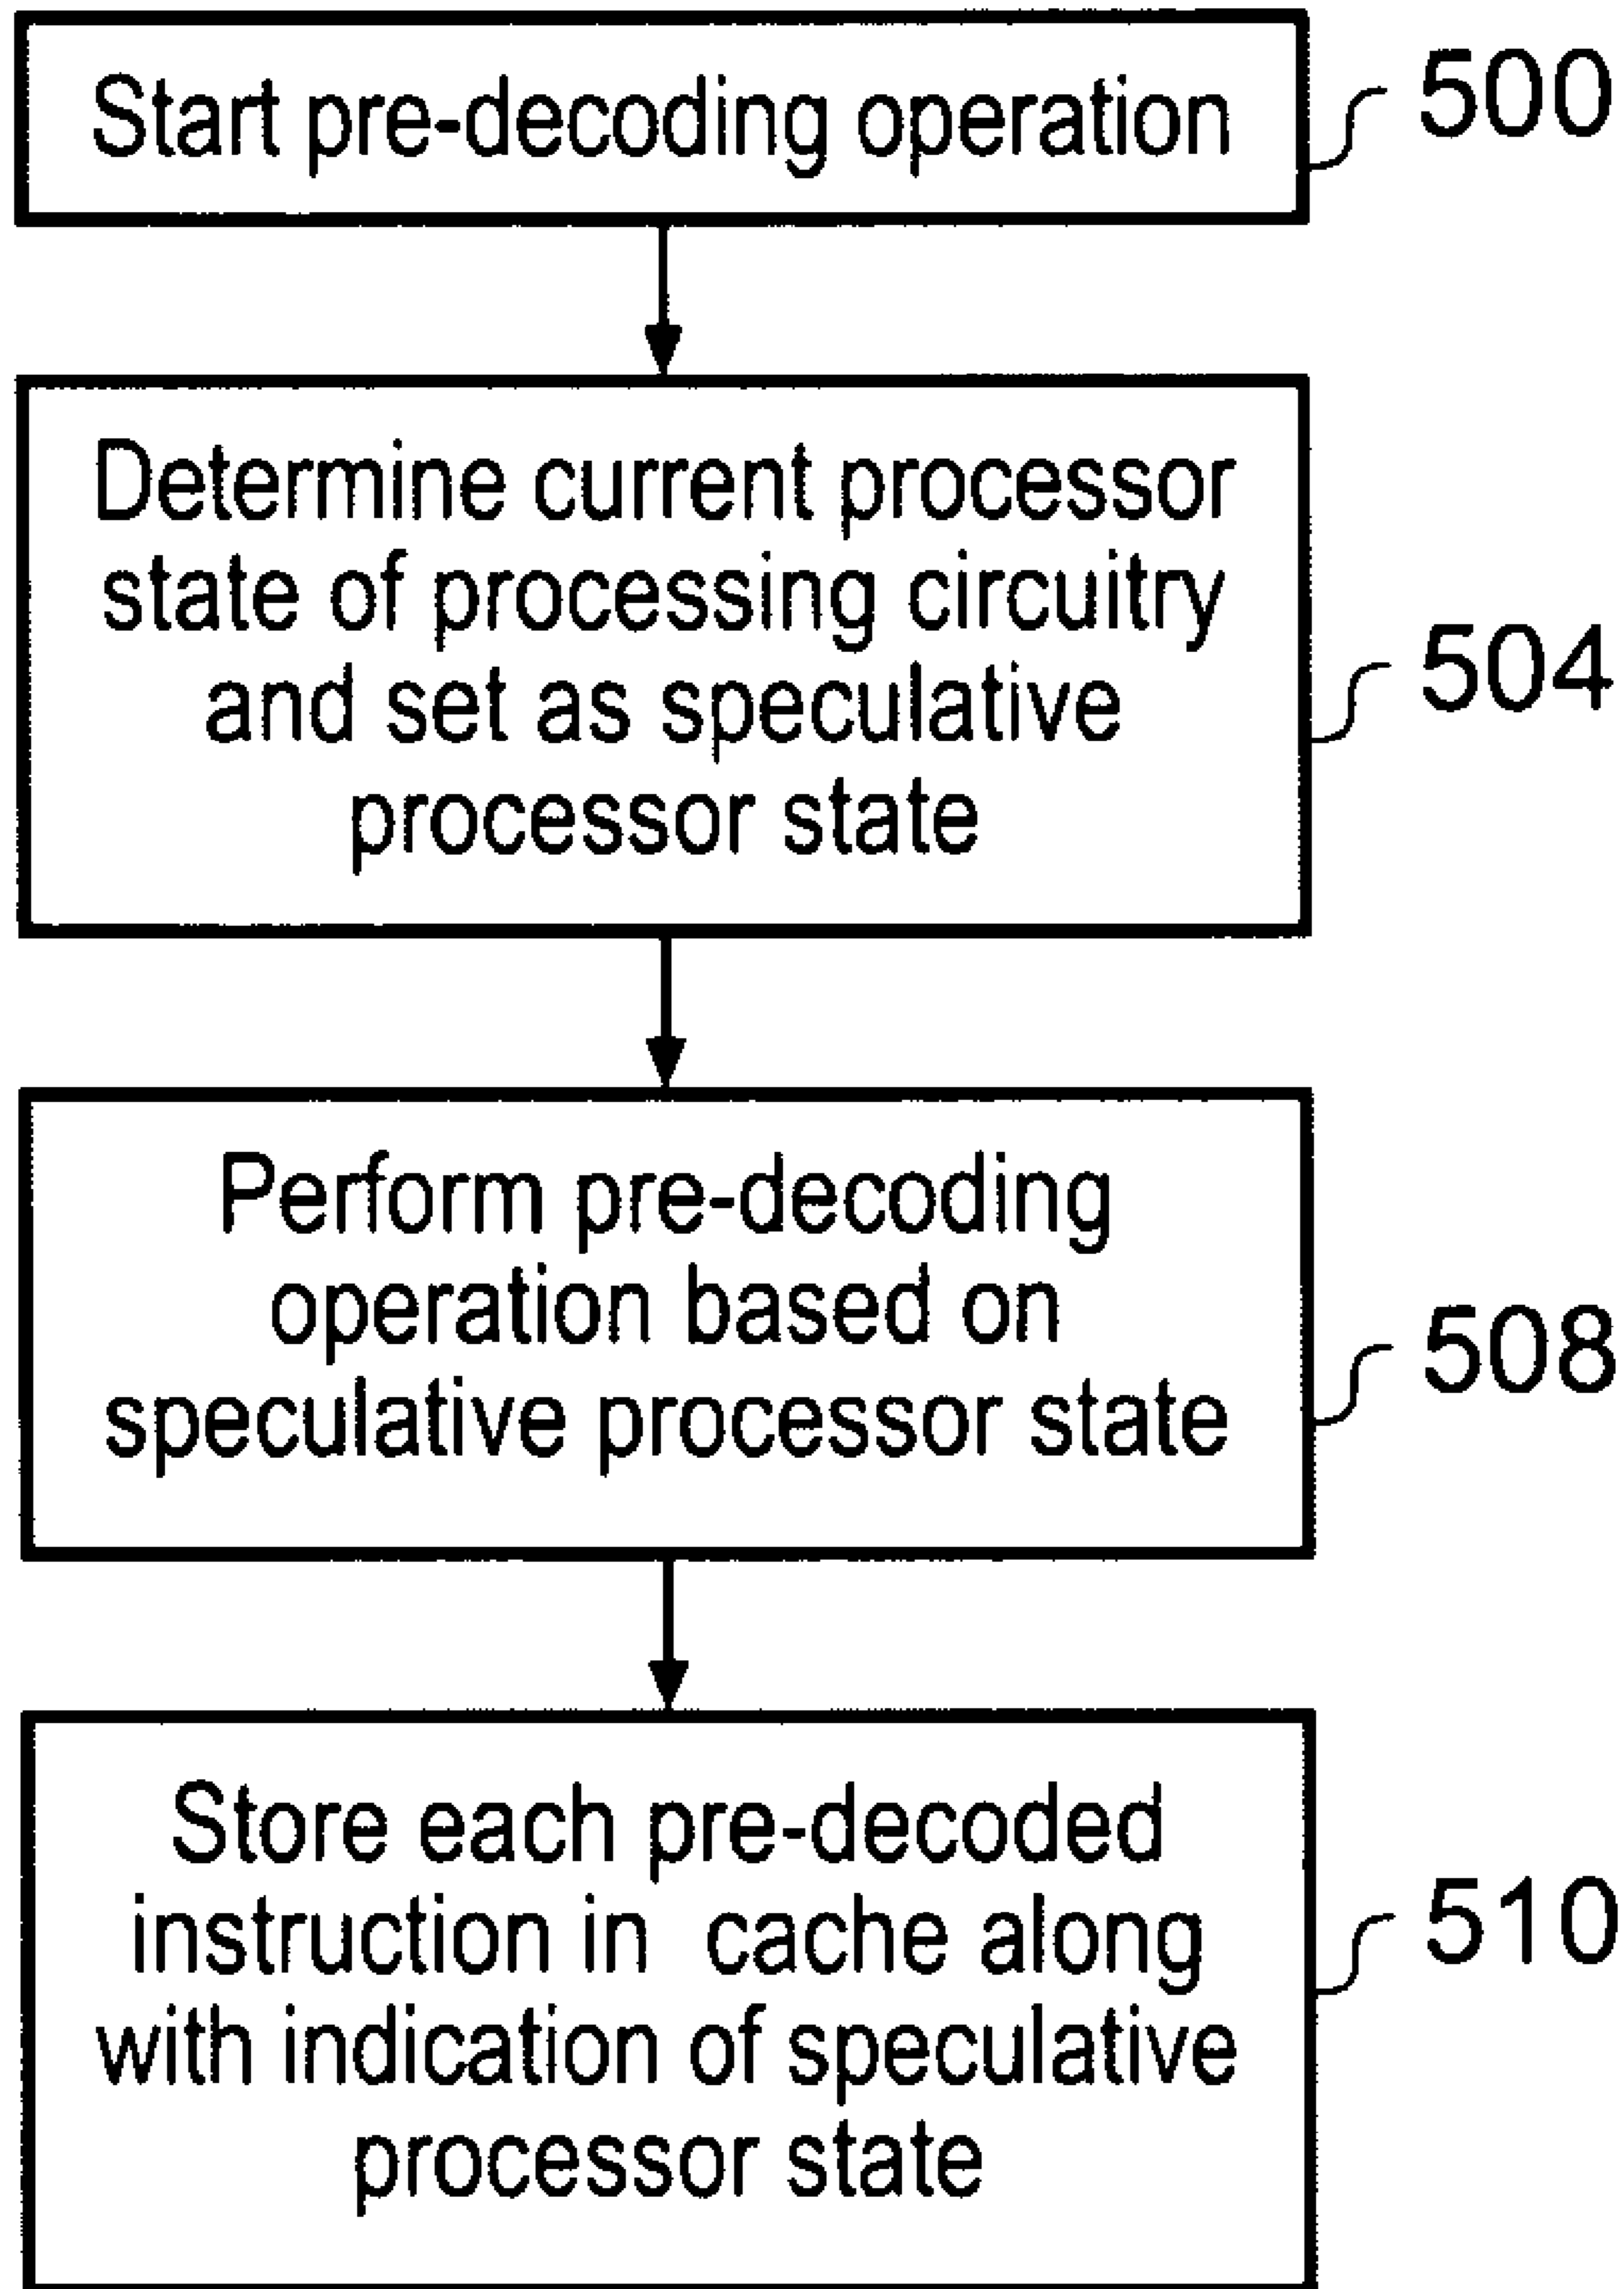 Start pre-decoding operation
500
Determine current processor
state of processing circuitry
and set as speculative
processor state
504
Perform pre-decoding
operation based on
speculative processor state
508
Store each pre-decoded
instruction in cache along
with indication of speculative
processor state
510